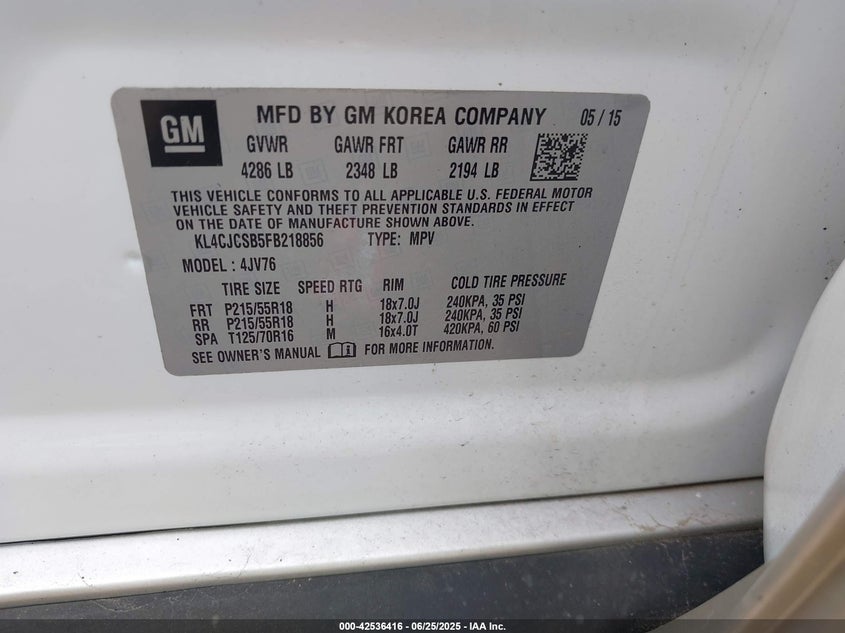 GM
MFD BY GM KOREA COMPANY 05 / 15
GVWR GAWR FRT GAWR RR
4286 LB 2348 LB 2194 LB
THIS VEHICLE CONFORMS TO ALL APPLICABLE U.S. FEDERAL MOTOR
VEHICLE SAFETY AND THEFT PREVENTION STANDARDS IN EFFECT
ON THE DATE OF MANUFACTURE SHOWN ABOVE.
KL4CJCSB5FB218856 TYPE: MPV
MODEL : 4JV76
TIRE SIZE SPEED RTG RIM COLD TIRE PRESSURE
FRT P215/55R18 H 18x7.0J 240KPA, 35 PSI
RR P215/55R18 H 18x7.0J 240KPA, 35 PSI
SPA T125/70R16 M 16x4.0T 420KPA, 60 PSI
SEE OWNER'S MANUAL FOR MORE INFORMATION.
000-42536416 - 06/25/2025 - IAA Inc.